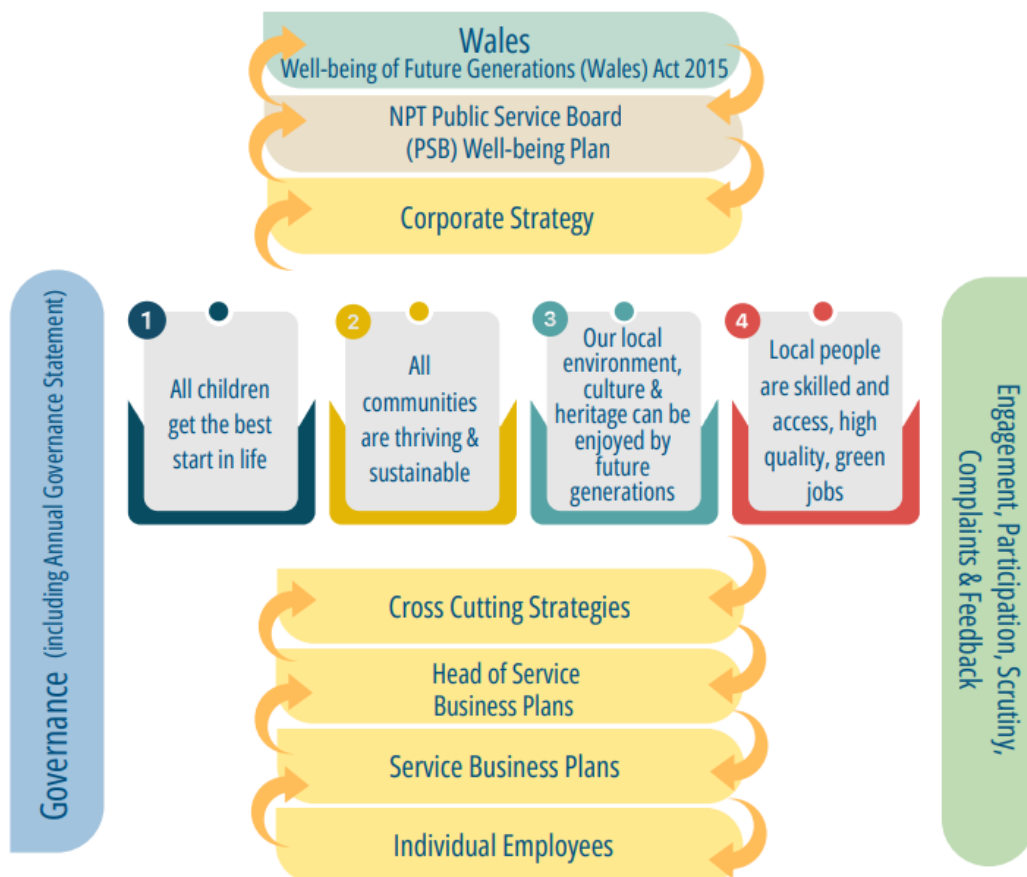 Wales
Well-being of Future Generations (Wales) Act 2015
NPT Public Service Board
(PSB) Well-being Plan
Corporate Strategy
Governance (including Annual Governance Statement)
1
All children
get the best
start in life
2
All
communities
are thriving &
sustainable
3
Our local
environment,
culture &
heritage can be
enjoyed by
future
generations
4
Local people
are skilled and
access, high
quality, green
jobs
Engagement, Participation, Scrutiny,
Complaints & Feedback
Cross Cutting Strategies
Head of Service
Business Plans
Service Business Plans
Individual Employees